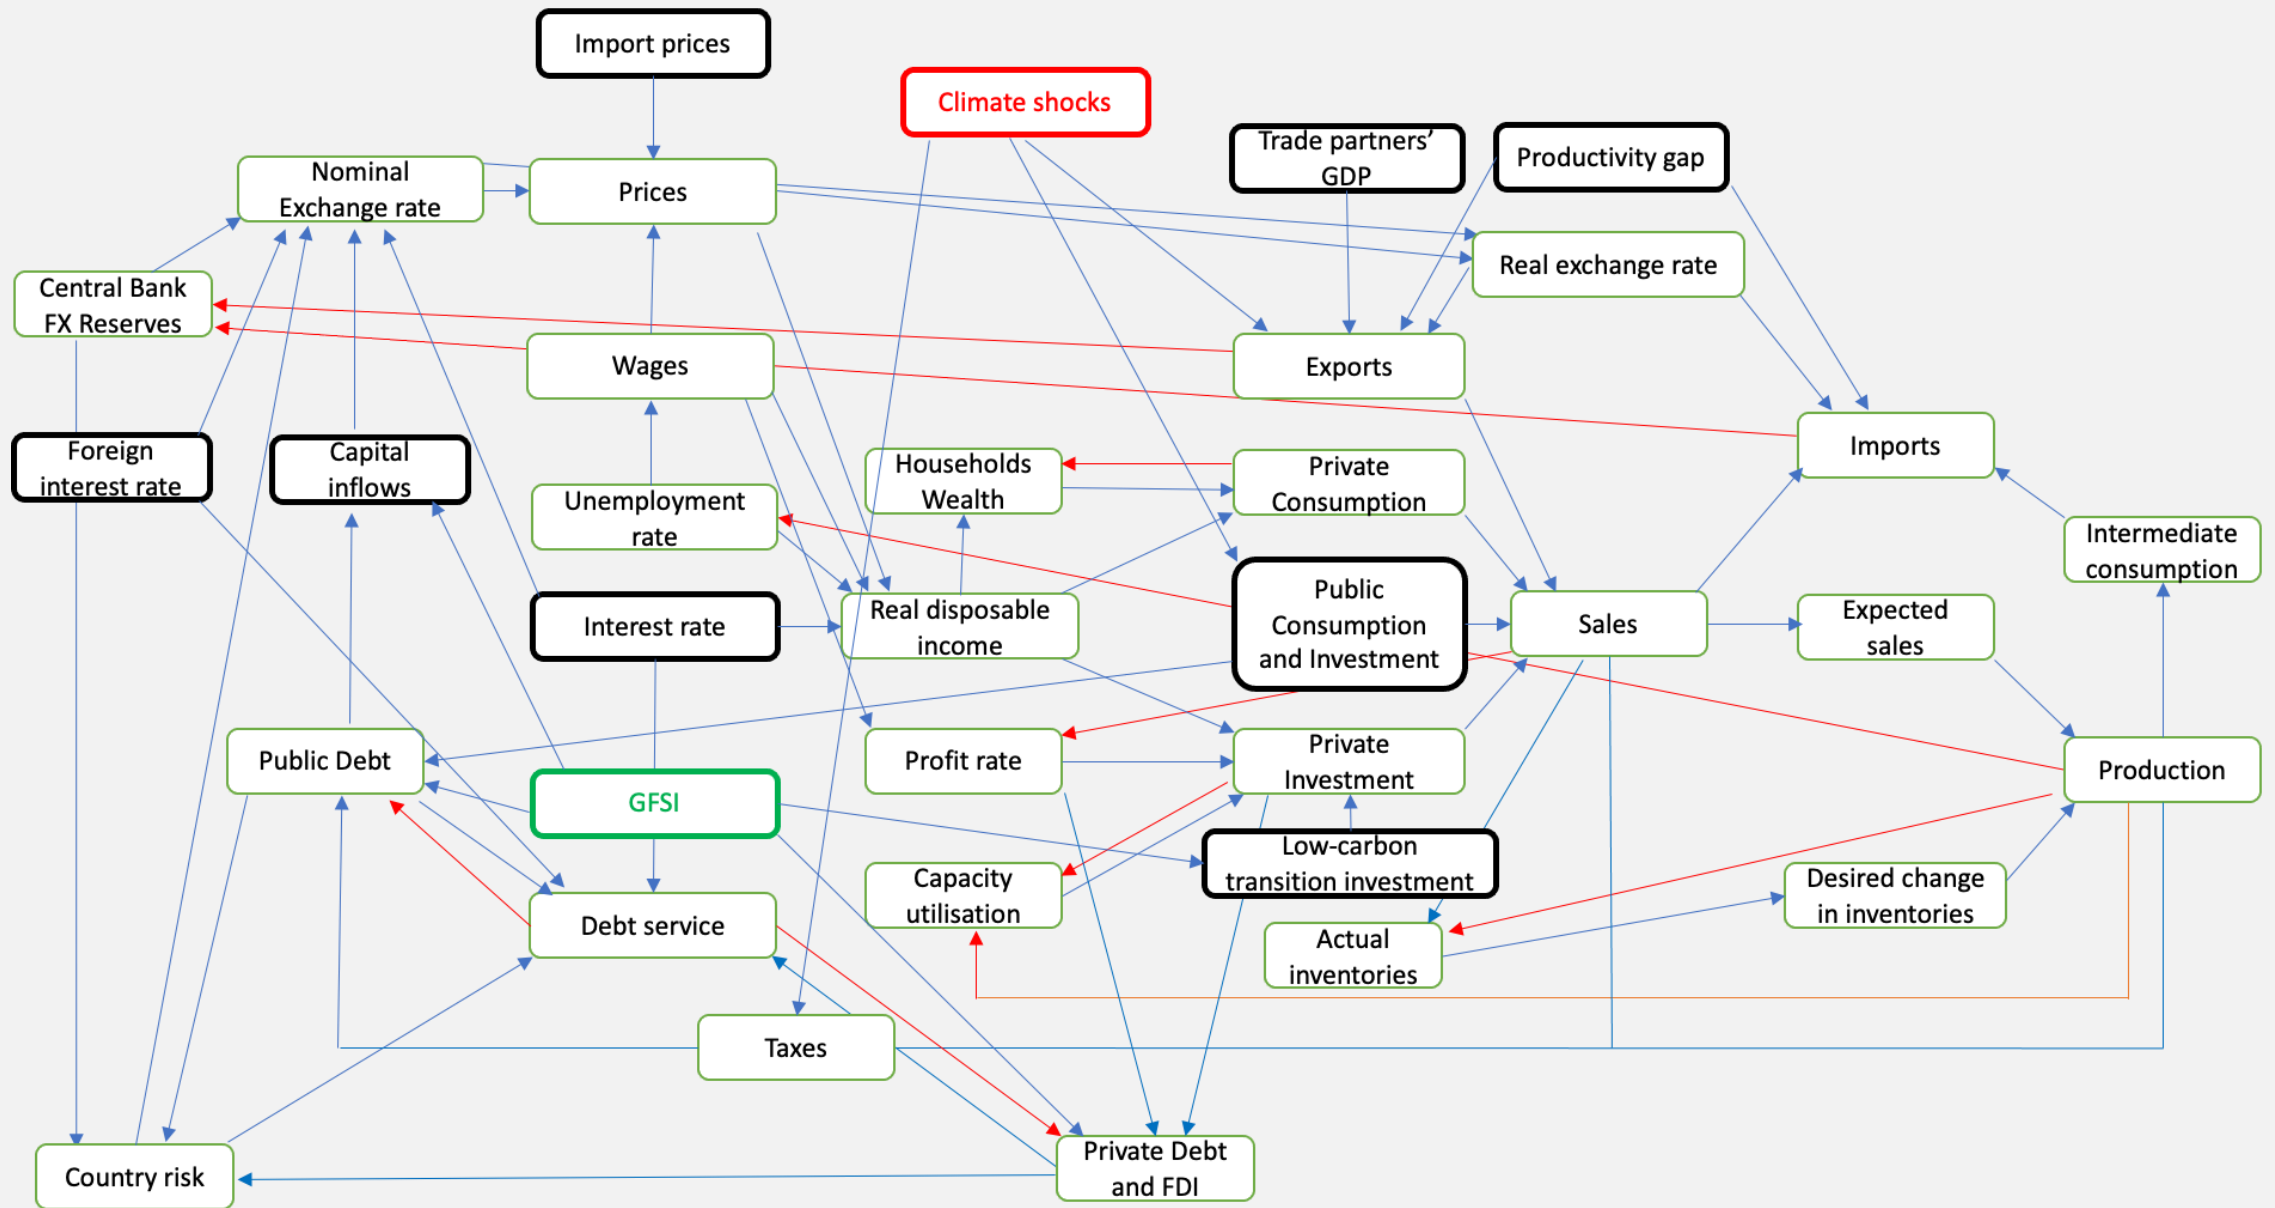 Import prices
Climate shocks
Trade partners’
GDP
Productivity gap
Nominal
Exchange rate
Prices
Real exchange rate
Central Bank
FX Reserves
Wages
Exports
Imports
Foreign
interest rate
Capital
inflows
Households
Wealth
Private
Consumption
Unemployment
rate
Intermediate
consumption
Interest rate
Real disposable
income
Public
Consumption
and Investment
Sales
Expected
sales
Public Debt
GFSI
Profit rate
Private
Investment
Production
Low-carbon
transition investment
Capacity
utilisation
Desired change
in inventories
Debt service
Actual
inventories
Taxes
Country risk
Private Debt
and FDI